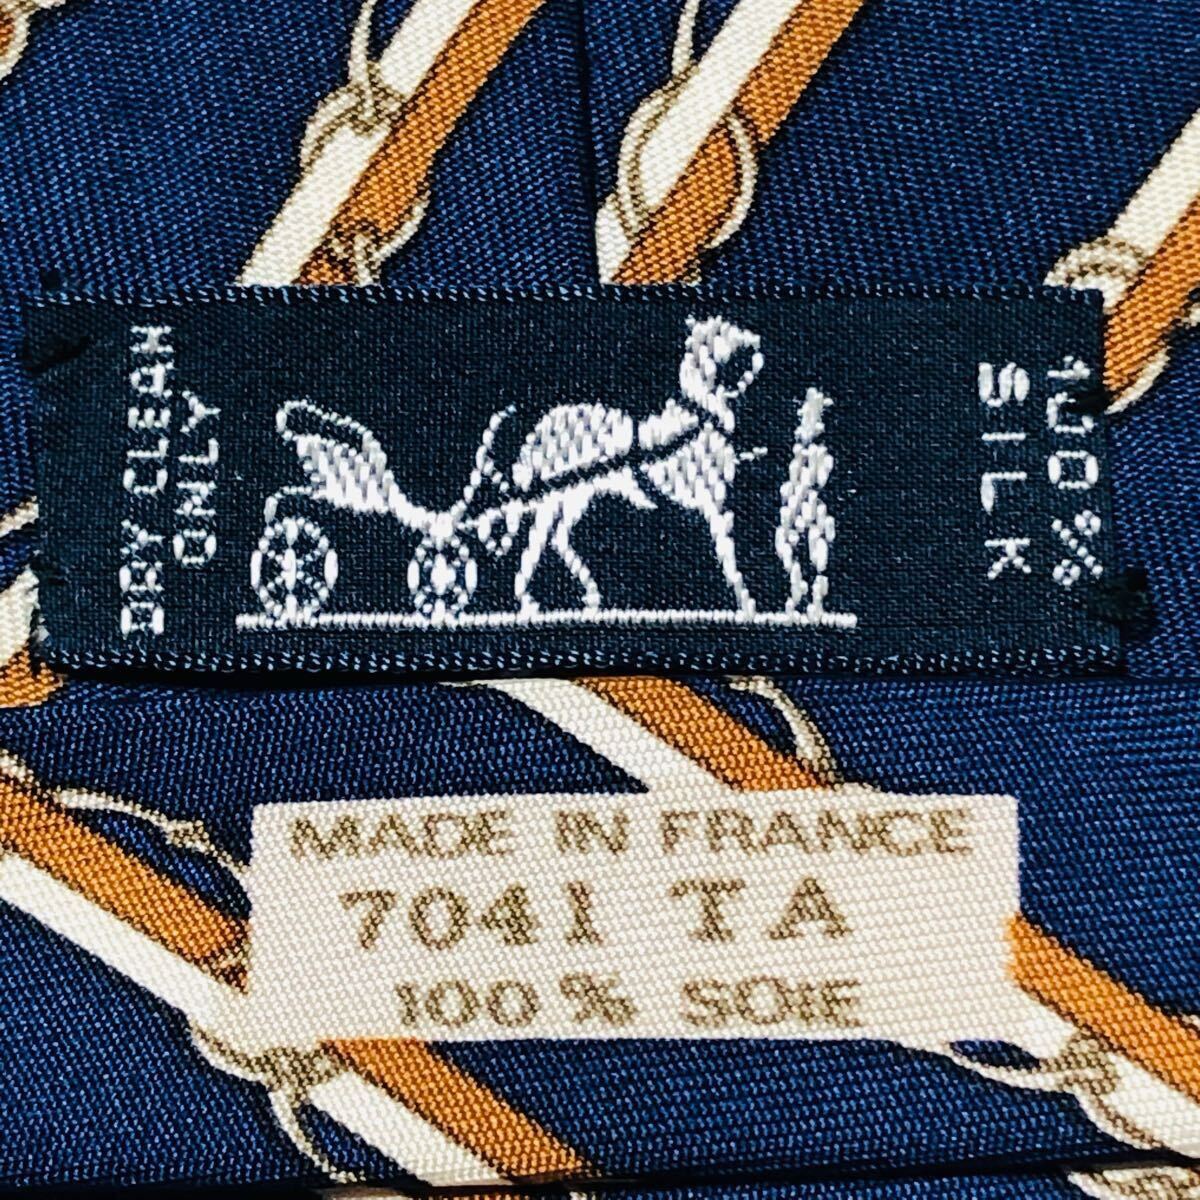 DRY CLEAN
ONLY
100%
SILK
MADE IN FRANCE
7041 TA
100% SOIE